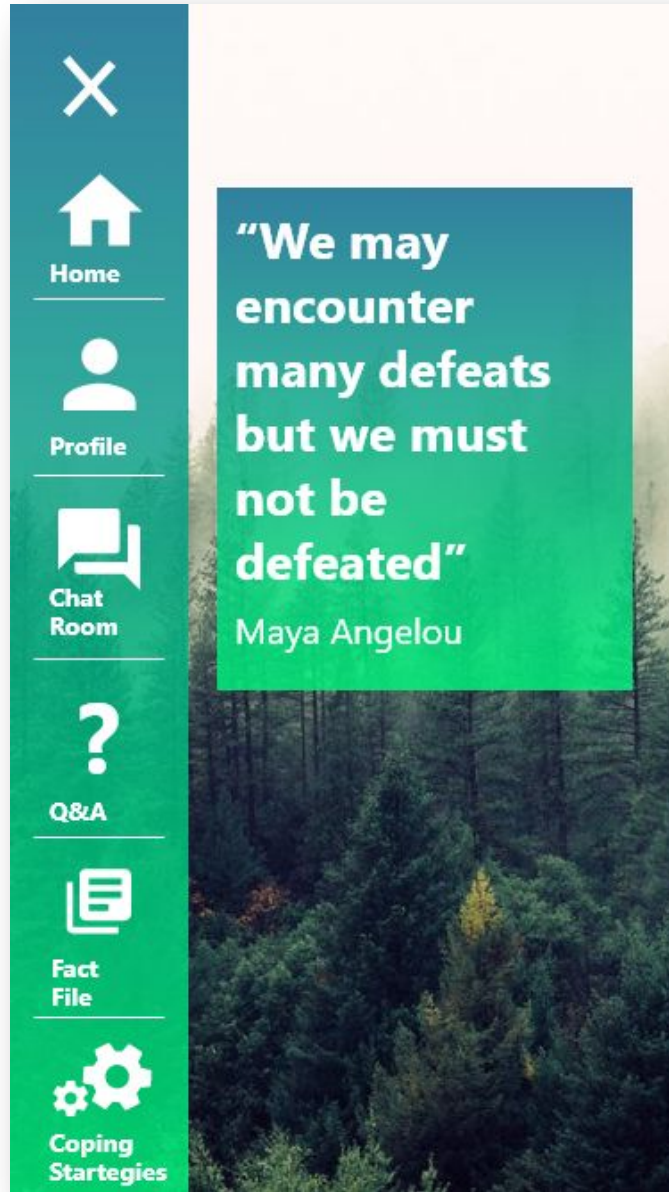 Home
Profile
Chat
Room
Q&A
Fact
File
Coping
Startegies
“We may
encounter
many defeats
but we must
not be
defeated”
Maya Angelou